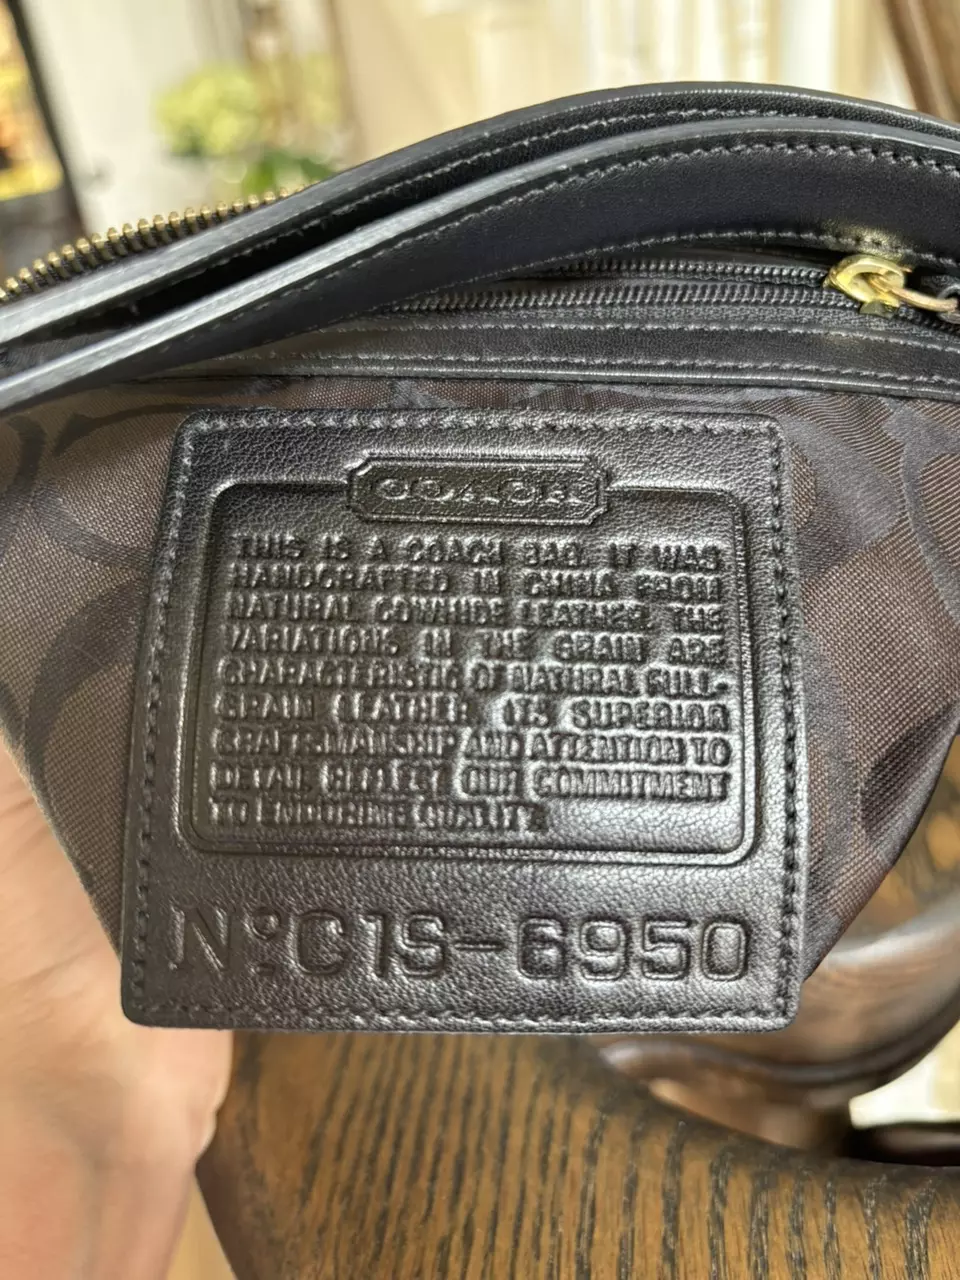 COACH
THIS IS A COACH BAG. IT WAS
HANDCRAFTED IN CHINA FROM
NATURAL COWHIDE LEATHER. THE
VARIATIONS IN THE GRAIN ARE
CHARACTERISTIC OF NATURAL FULL-
GRAIN LEATHER. ITS SUPERIOR
CRAFTSMANSHIP AND ATTENTION TO
DETAIL REFLECT OUR COMMITMENT
TO ENDURING QUALITY.
Nº C1S-6950